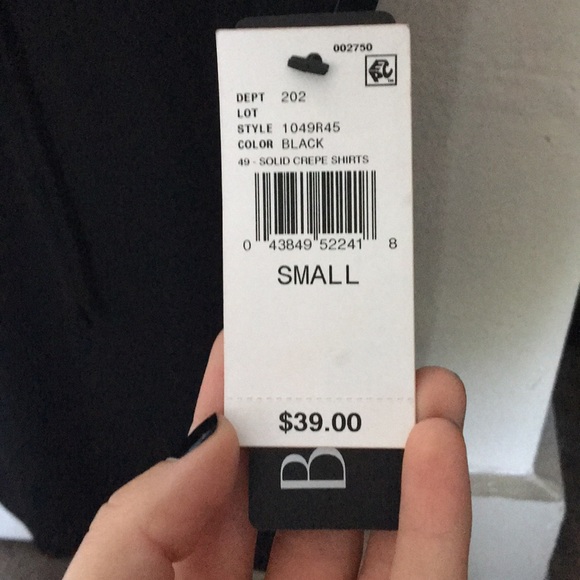 002750
EPC
DEPT 202
LOT
STYLE 1049R45
COLOR BLACK
49 - SOLID CREPE SHIRTS
0 43849 52241 8
SMALL
$39.00
B